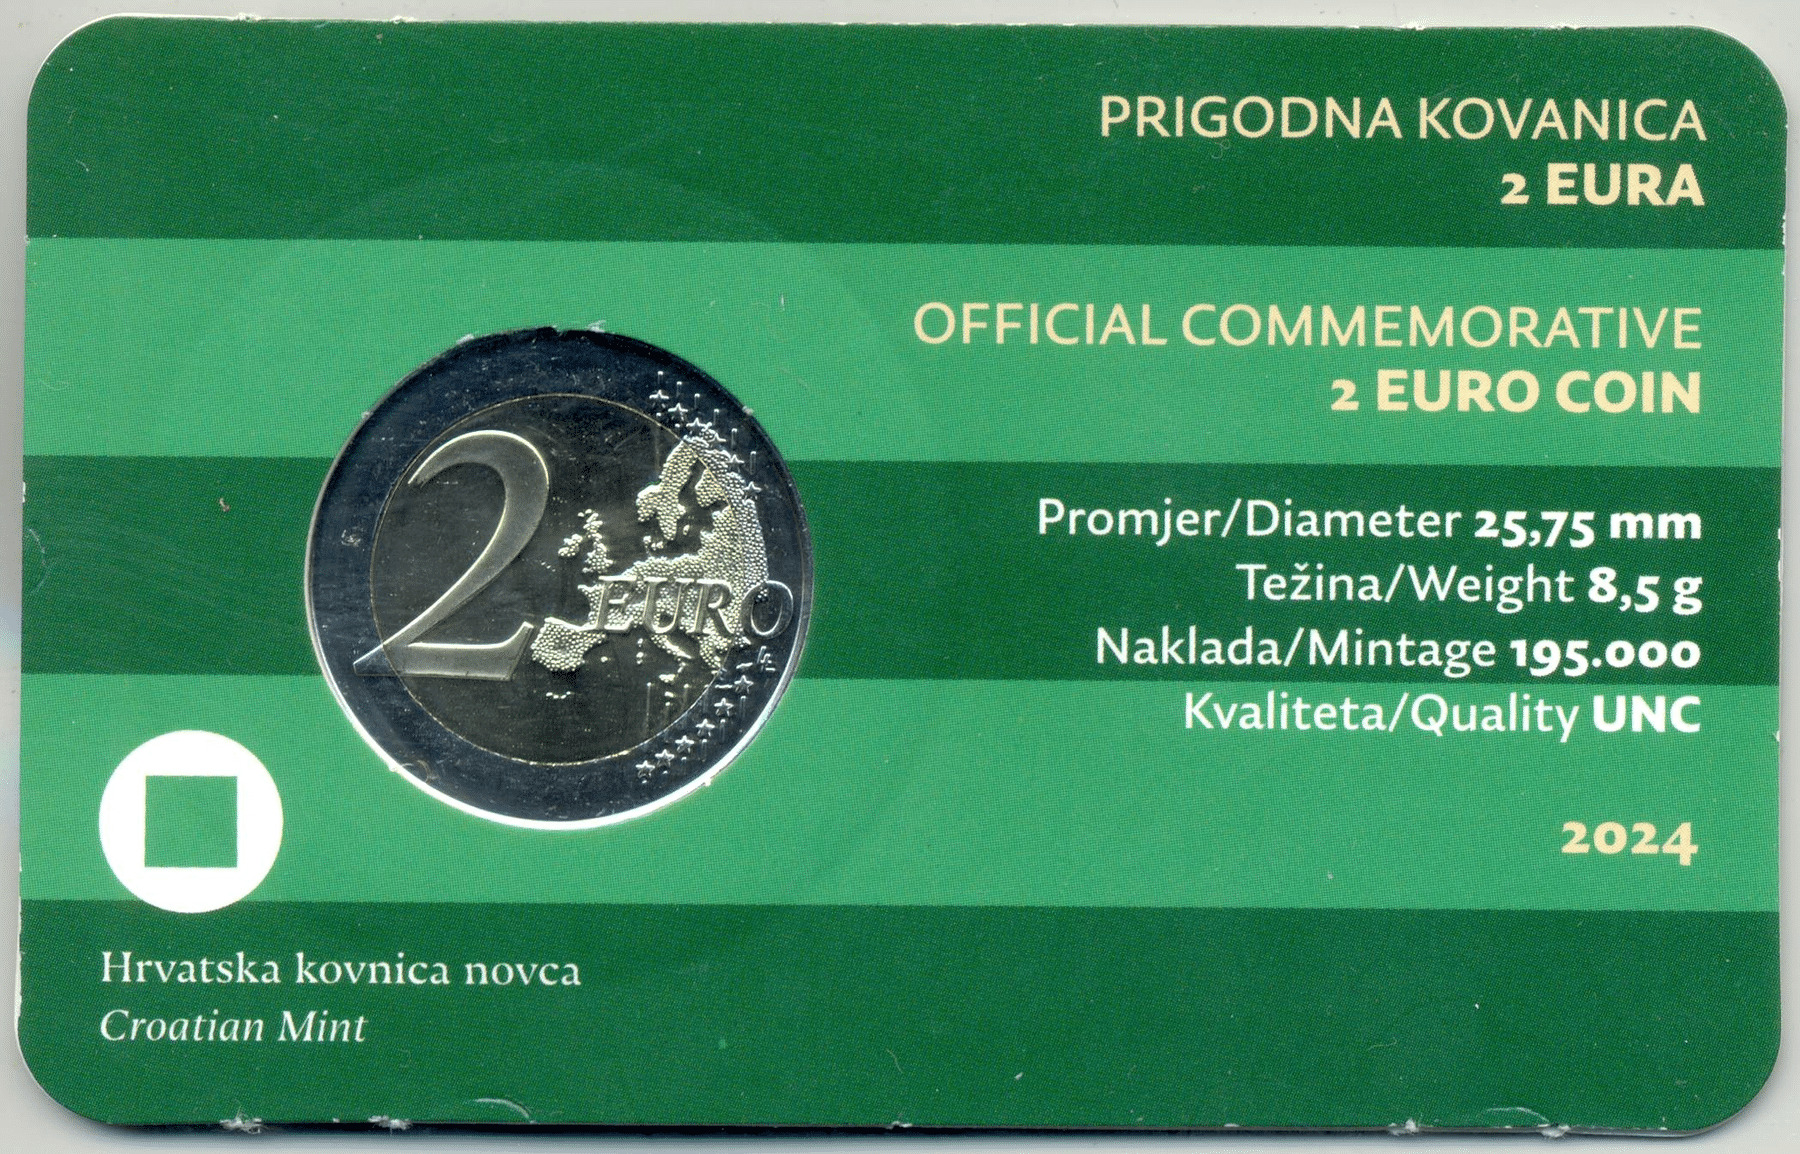 PRIGODNA KOVANICA
2 EURA
OFFICIAL COMMEMORATIVE
2 EURO COIN
2 EURO
Promjer/Diameter 25,75 mm
Težina/Weight 8,5 g
Naklada/Mintage 195.000
Kvaliteta/Quality UNC
2024
Hrvatska kovnica novca
Croatian Mint